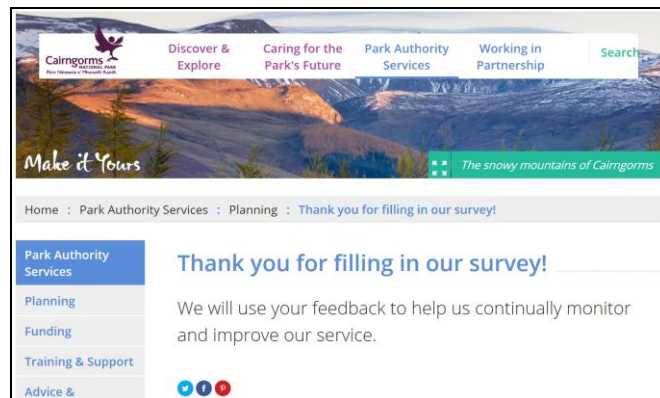 Cairngorms
NATIONAL PARK
Discover &
Explore
Caring for the
Park's Future
Park Authority
Services
Working in
Partnership
Search
Make it Yours
The snowy mountains of Cairngorms
Home : Park Authority Services : Planning : Thank you for filling in our survey!
Park Authority
Services
Planning
Funding
Training & Support
Advice &
Thank you for filling in our survey!
We will use your feedback to help us continually monitor
and improve our service.